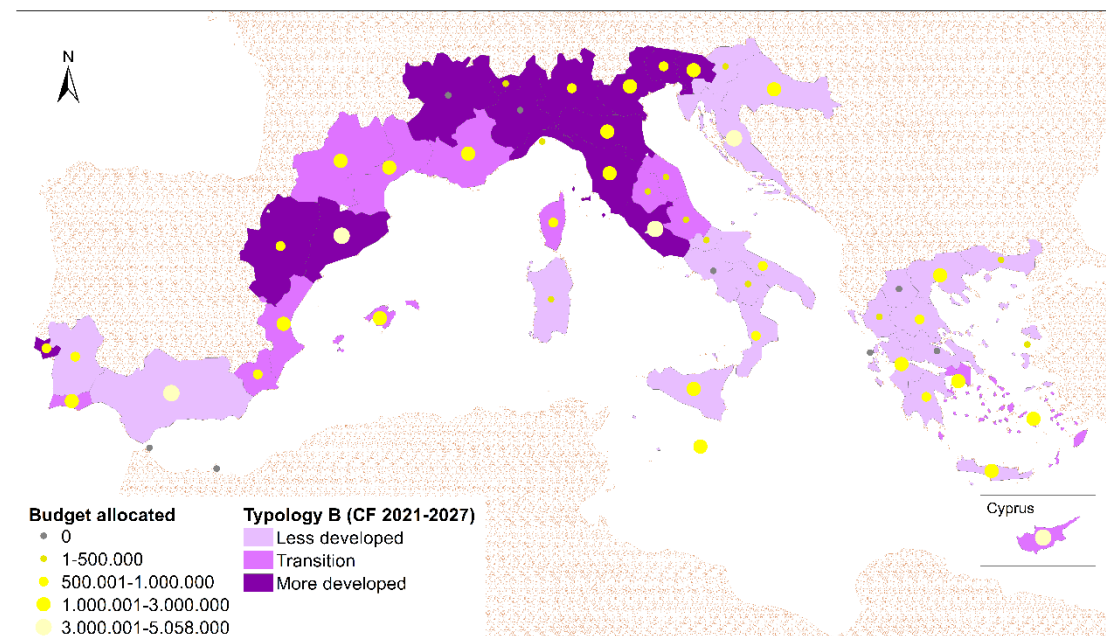 N
Cyprus
Budget allocated
0
1-500.000
500.001-1.000.000
1.000.001-3.000.000
3.000.001-5.058.000
Typology B (CF 2021-2027)
Less developed
Transition
More developed